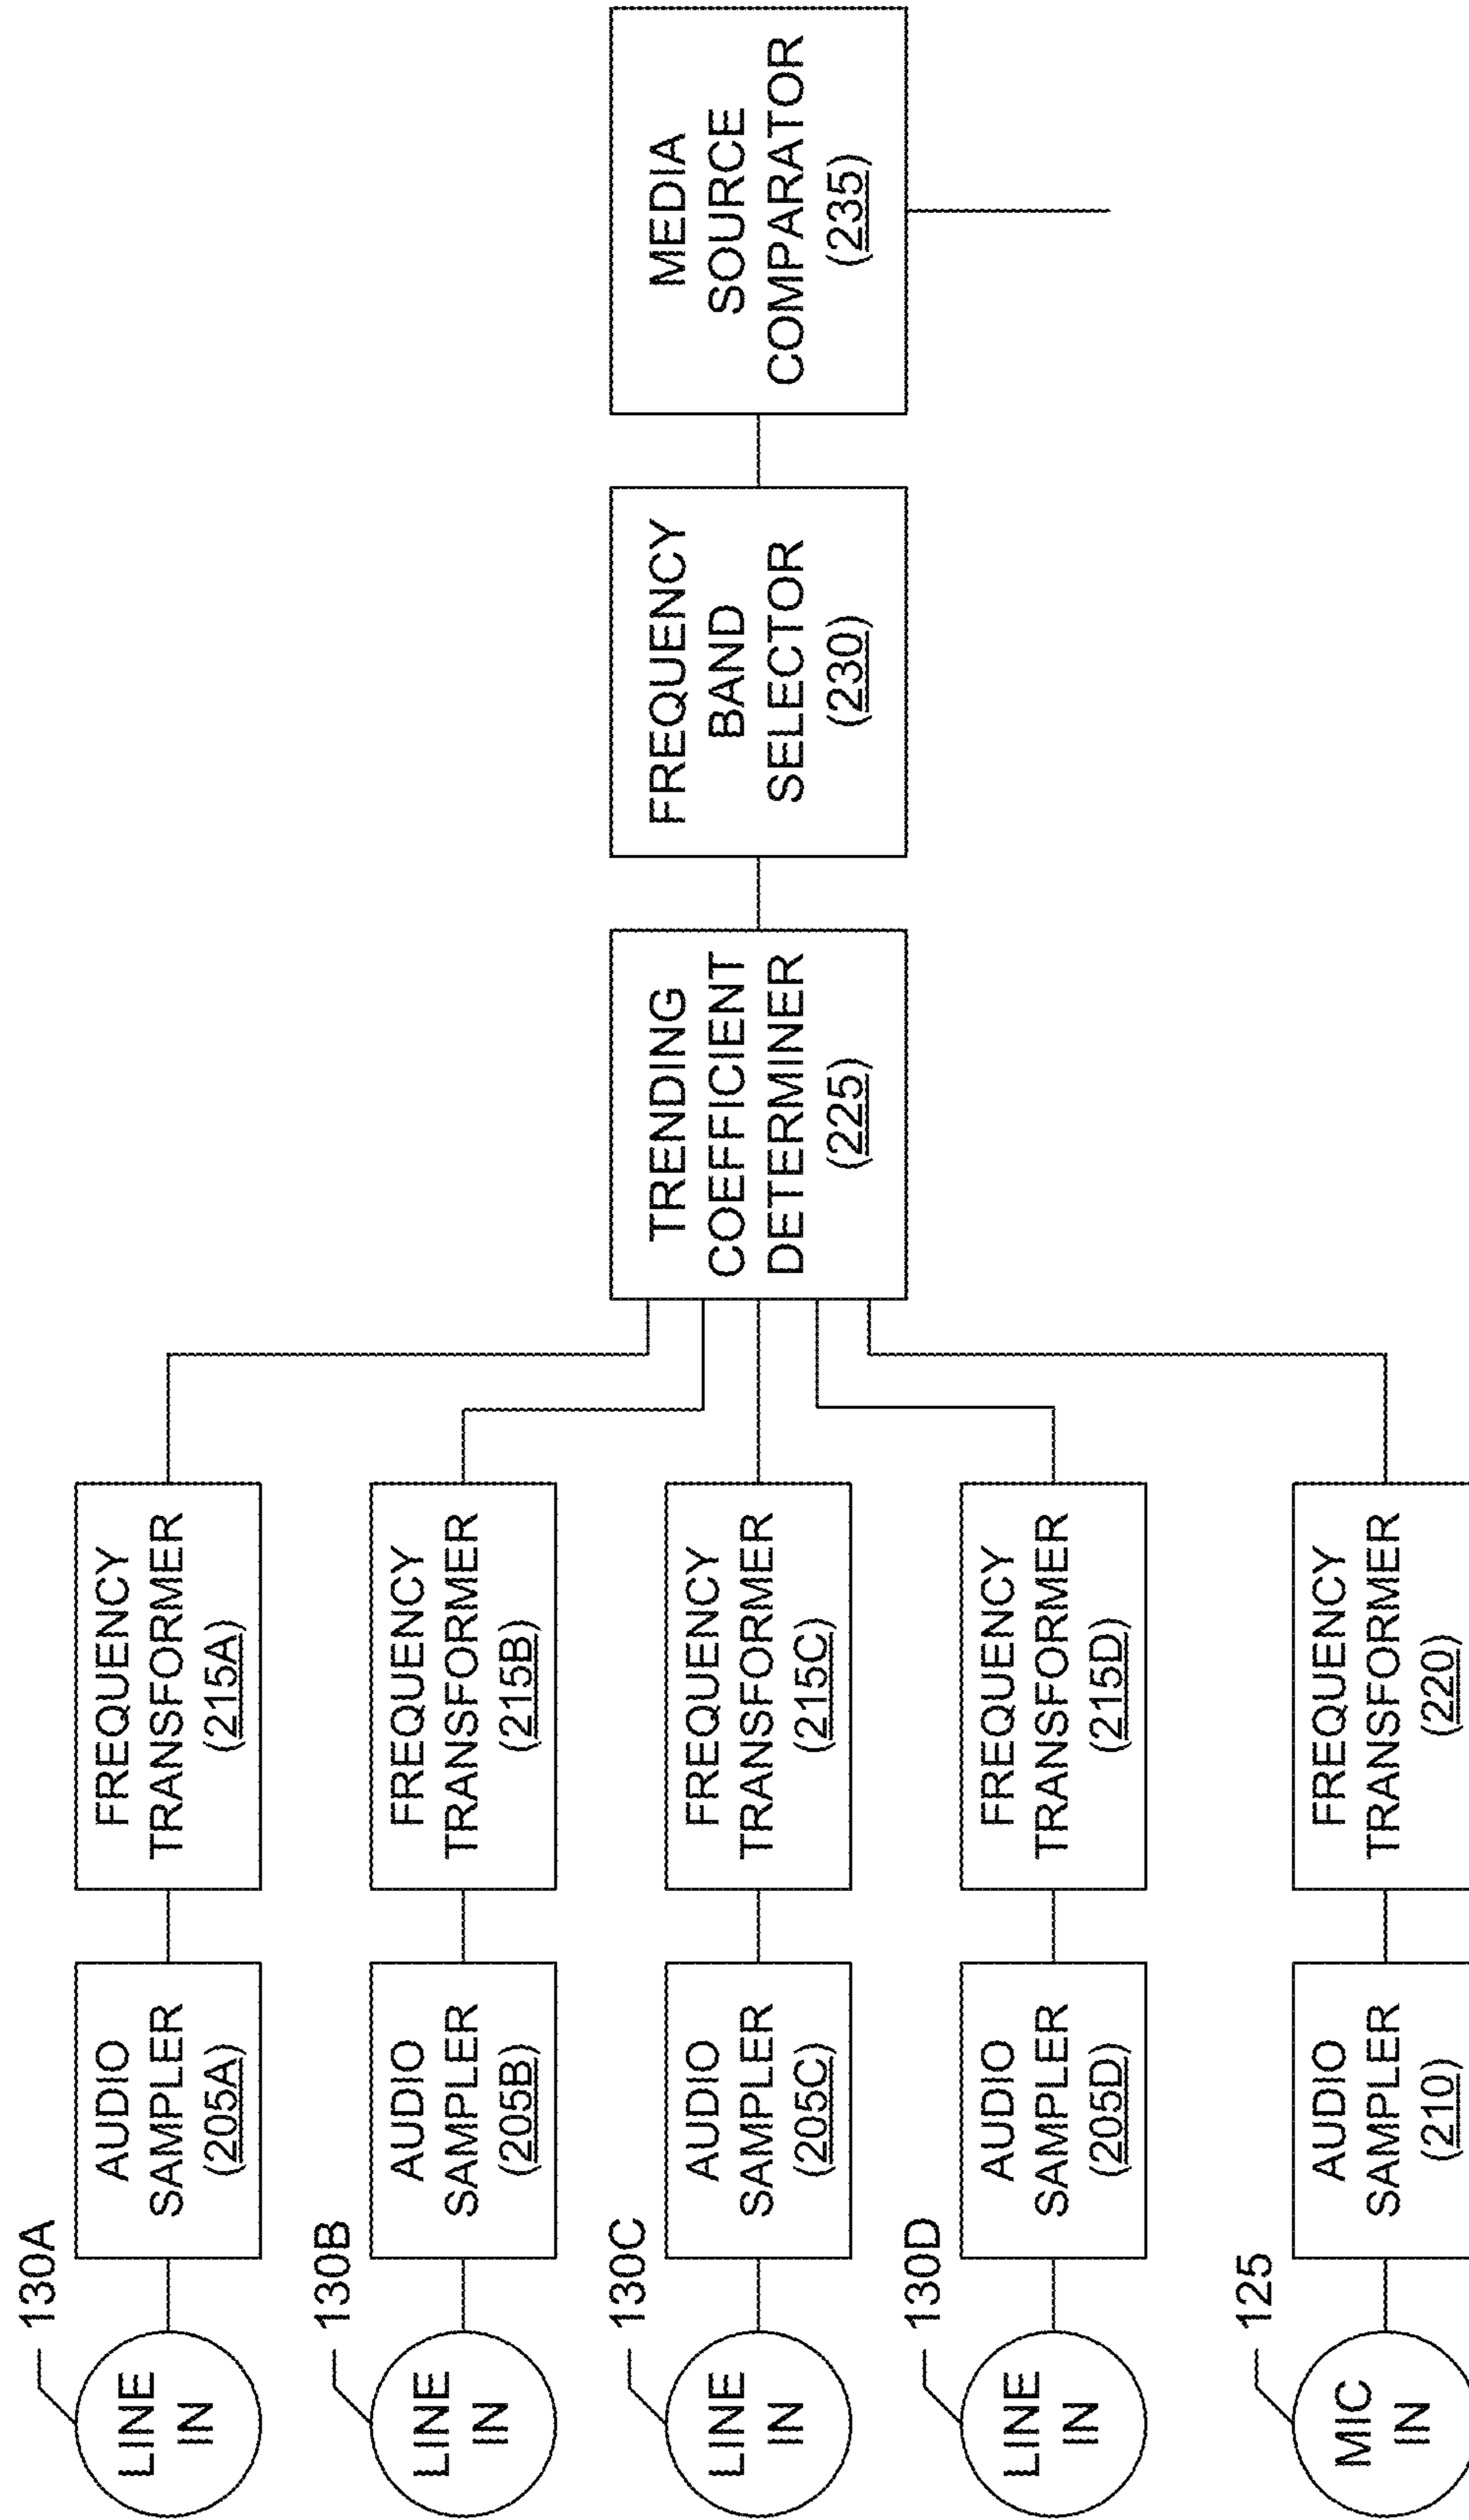 130A
LINE
IN
AUDIO
SAMPLER
(205A)
FREQUENCY
TRANSFORMER
(215A)
130B
LINE
IN
AUDIO
SAMPLER
(205B)
FREQUENCY
TRANSFORMER
(215B)
130C
LINE
IN
AUDIO
SAMPLER
(205C)
FREQUENCY
TRANSFORMER
(215C)
130D
LINE
IN
AUDIO
SAMPLER
(205D)
FREQUENCY
TRANSFORMER
(215D)
125
MIC
IN
AUDIO
SAMPLER
(210)
FREQUENCY
TRANSFORMER
(220)
TRENDING
COEFFICIENT
DETERMINER
(225)
FREQUENCY
BAND
SELECTOR
(230)
MEDIA
SOURCE
COMPARATOR
(235)